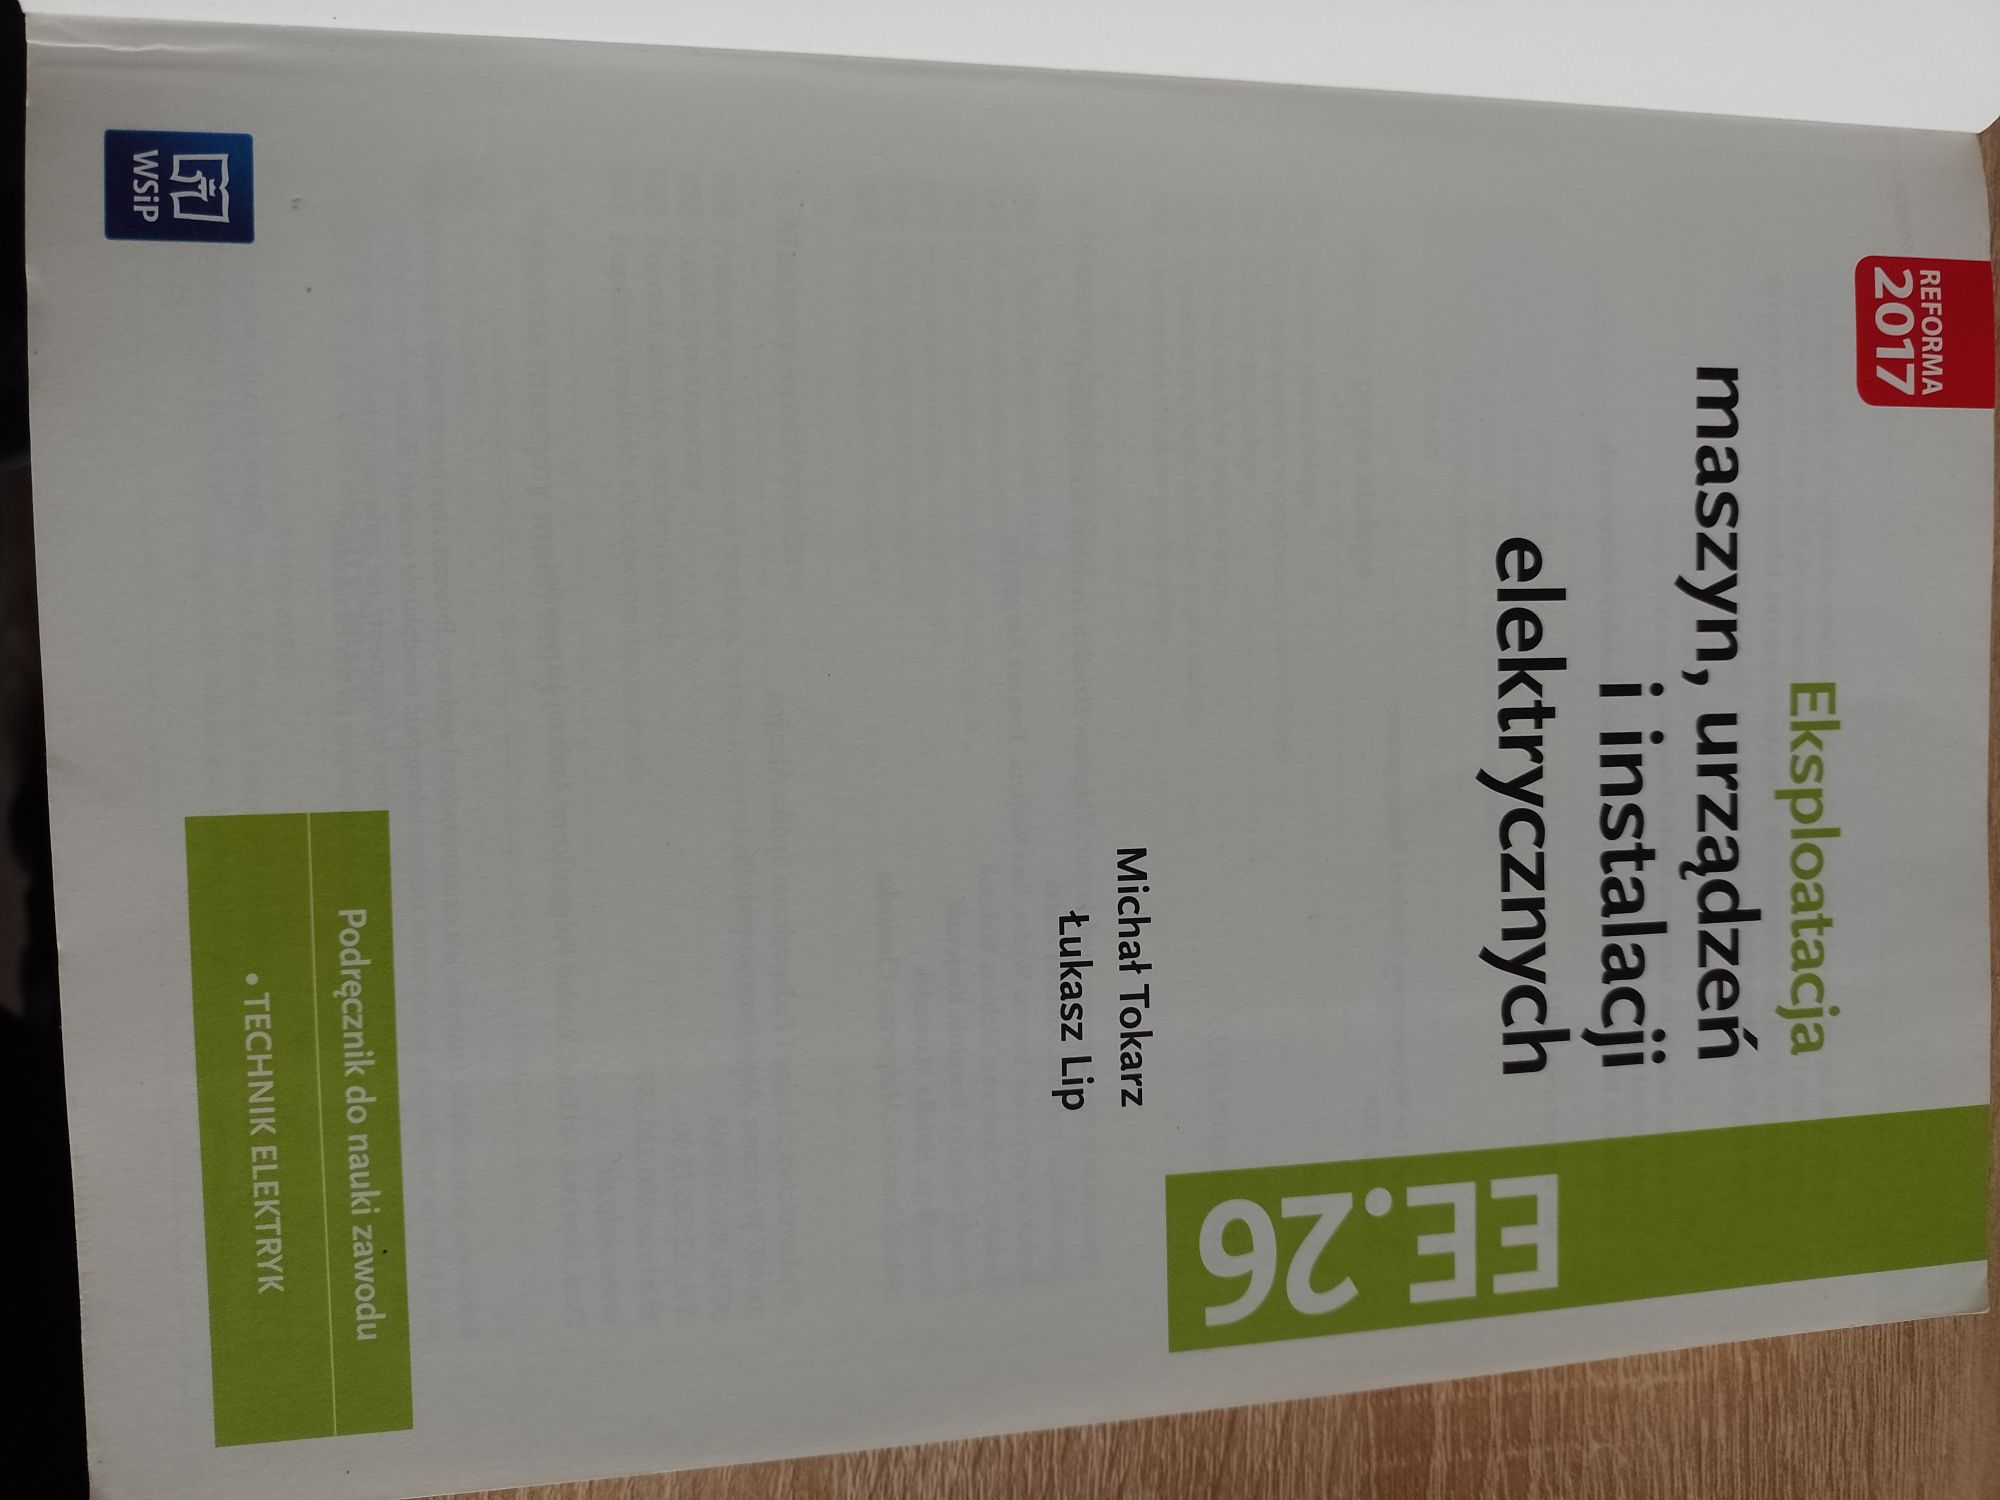 REFORMA
2017
Eksploatacja
maszyn, urządzeń
i instalacji
elektrycznych
EE.26
Michał Tokarz
Łukasz Lip
Podręcznik do nauki zawodu
• TECHNIK ELEKTRYK
WSiP